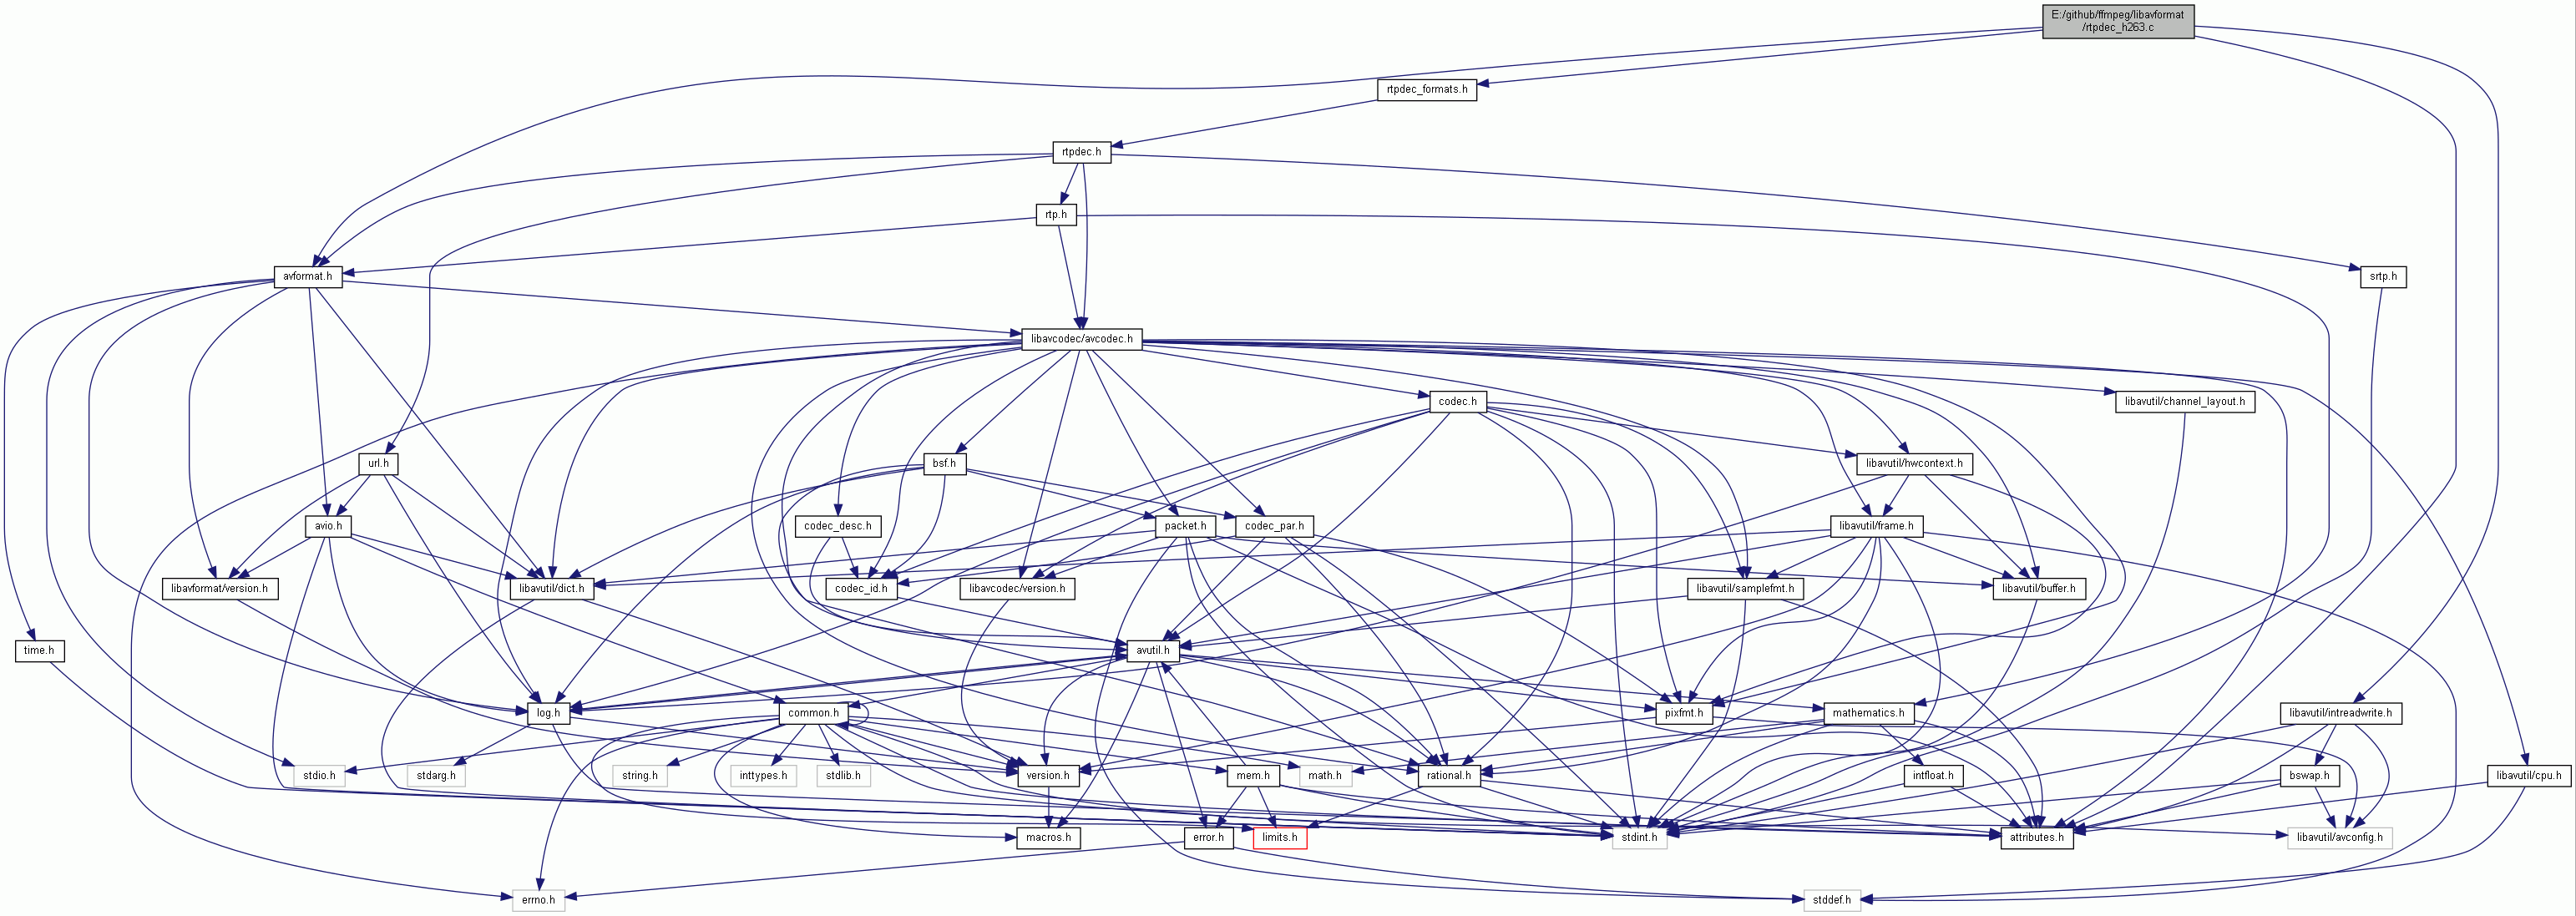 E:/github/ffmpeg/libavformat
/rtpdec_h263.c
rtpdec_formats.h
rtpdec.h
rtp.h
avformat.h
srtp.h
libavcodec/avcodec.h
codec.h
libavutil/channel_layout.h
url.h
bsf.h
libavutil/hwcontext.h
avio.h
codec_desc.h
packet.h
codec_par.h
libavutil/frame.h
libavformat/version.h
libavutil/dict.h
codec_id.h
libavcodec/version.h
libavutil/samplefmt.h
libavutil/buffer.h
time.h
avutil.h
log.h
common.h
pixfmt.h
mathematics.h
libavutil/intreadwrite.h
stdio.h
stdarg.h
string.h
inttypes.h
stdlib.h
version.h
mem.h
math.h
rational.h
intfloat.h
bswap.h
libavutil/cpu.h
macros.h
error.h
limits.h
stdint.h
attributes.h
libavutil/avconfig.h
errno.h
stddef.h